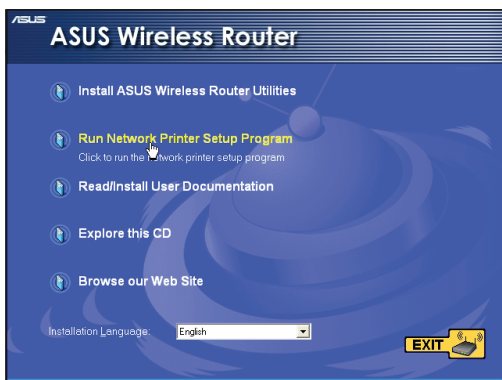 ASUS
ASUS Wireless Router
Install ASUS Wireless Router Utilities
Run Network Printer Setup Program
Click to run the network printer setup program
Read/Install User Documentation
Explore this CD
Browse our Web Site
Installation Language: English
EXIT